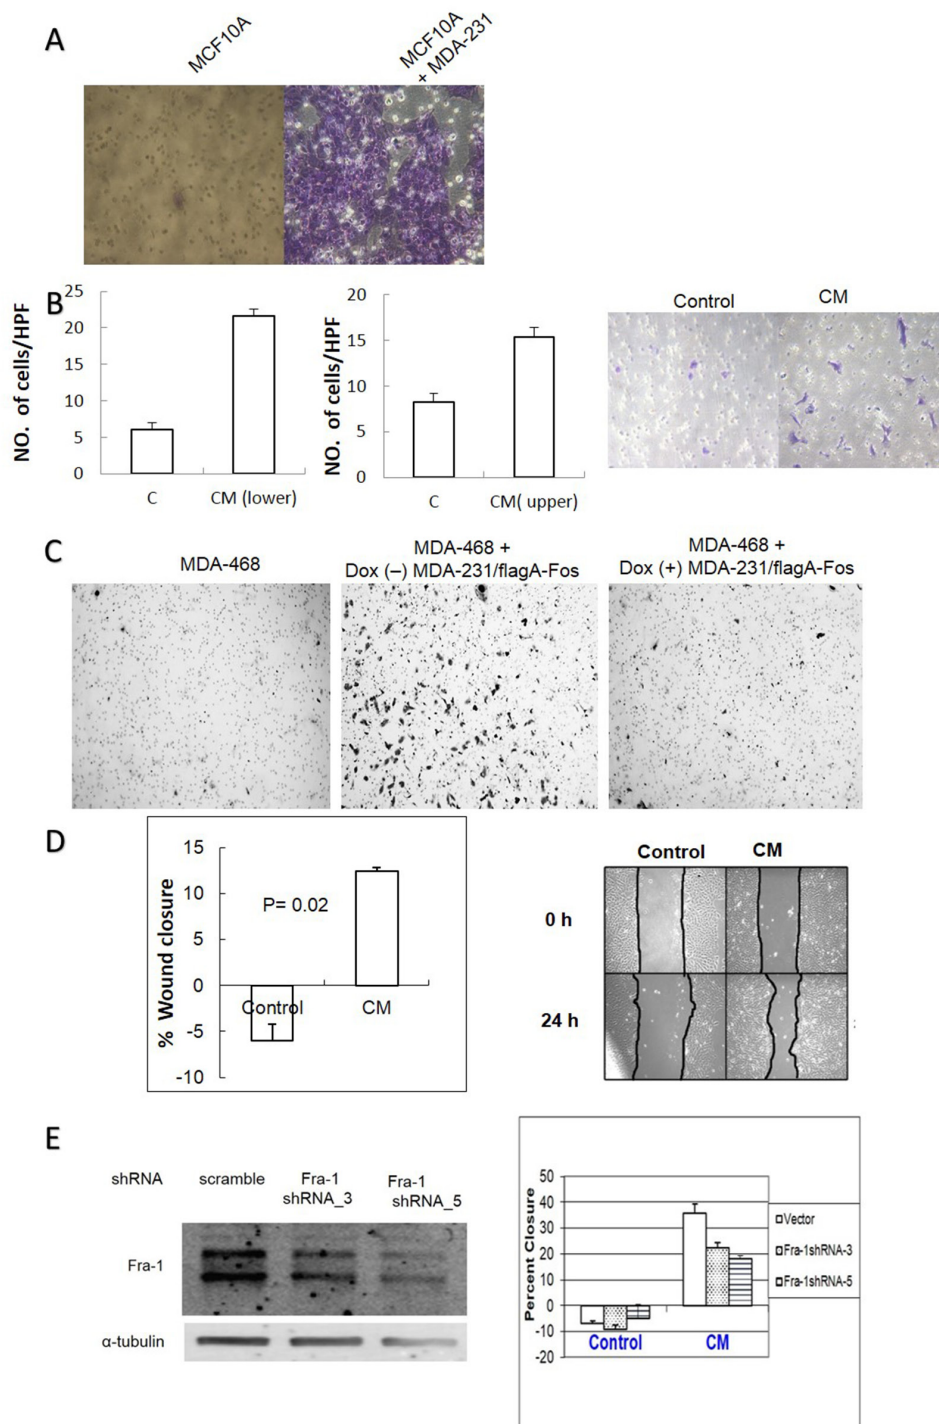 A
MCF10A
MCF10A
+ MDA-231
B
NO. of cells/HPF
25
20
15
10
5
0
C
CM (lower)
NO. of cells/HPF
20
15
10
5
0
C
CM( upper)
Control
CM
C
MDA-468
MDA-468 +
Dox (–) MDA-231/flagA-Fos
MDA-468 +
Dox (+) MDA-231/flagA-Fos
D
% Wound closure
15
10
5
0
-5
-10
P= 0.02
Control
CM
Control
CM
0 h
24 h
E
shRNA
scramble
Fra-1
shRNA_3
Fra-1
shRNA_5
Fra-1
α-tubulin
Percent Closure
50
40
30
20
10
0
-10
-20
Control
CM
Vector
Fra-1shRNA-3
Fra-1shRNA-5